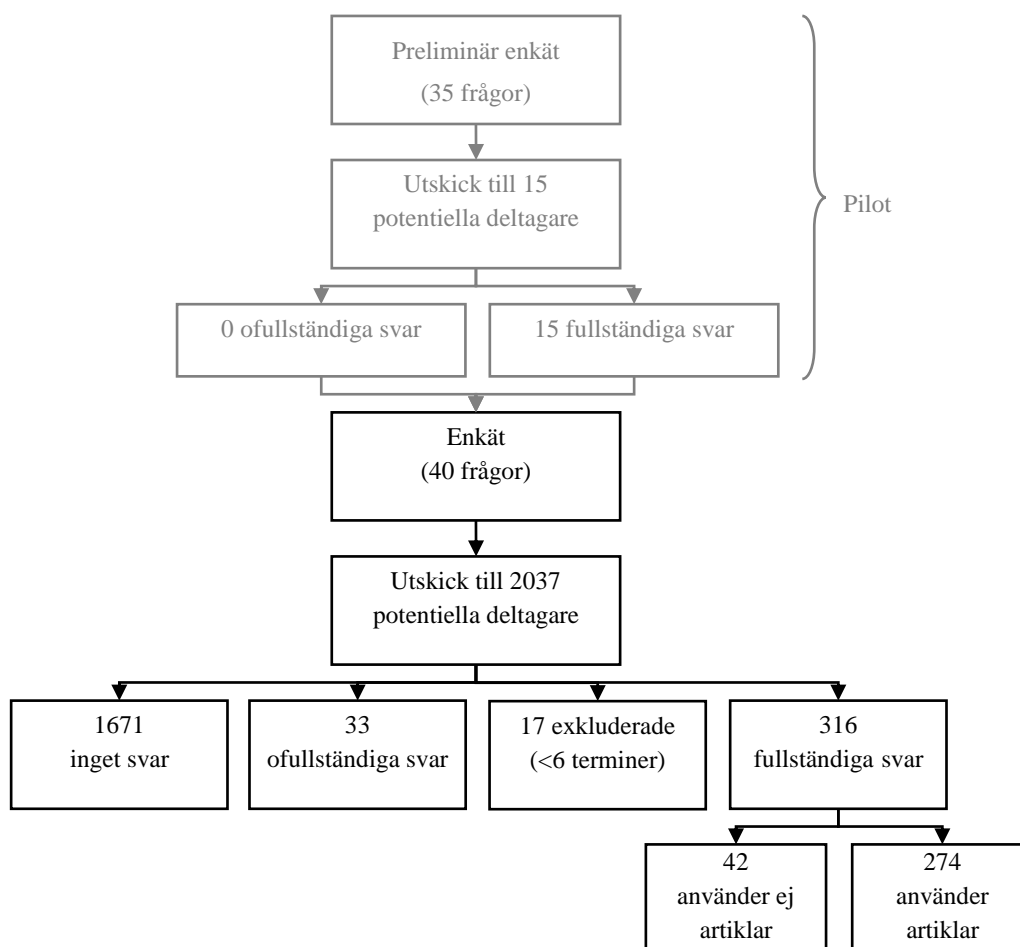 Preliminär enkät
(35 frågor)
Utskick till 15
potentiella deltagare
Pilot
0 ofullständiga svar
15 fullständiga svar
Enkät
(40 frågor)
Utskick till 2037
potentiella deltagare
1671
inget svar
33
ofullständiga svar
17 exkluderade
(<6 terminer)
316
fullständiga svar
42
använder ej
artiklar
274
använder
artiklar